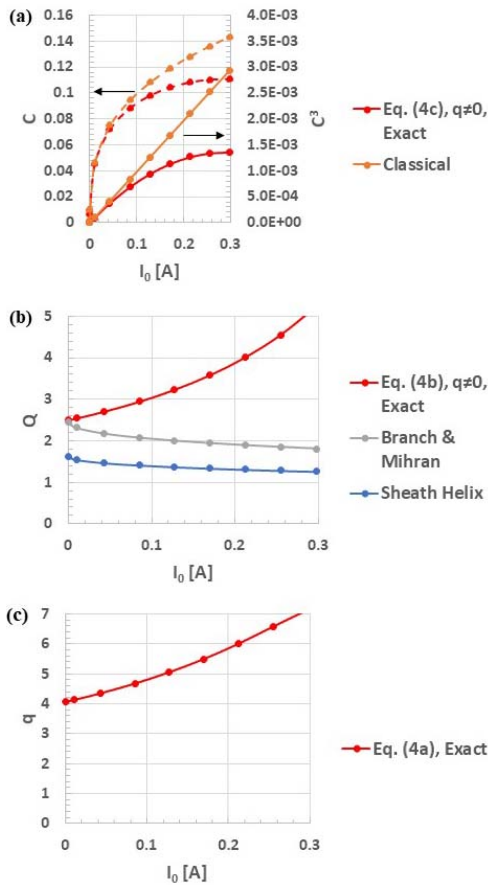 (a)
0.16
0.14
0.12
0.1
0.08
0.06
0.04
0.02
0
C
4.0E-03
3.5E-03
3.0E-03
2.5E-03
2.0E-03
1.5E-03
1.0E-03
5.0E-04
0.0E+00
C³
0 0.1 0.2 0.3
I₀ [A]
Eq. (4c), q≠0,
Exact
Classical
(b)
5
4
3
2
1
0
Q
0 0.1 0.2 0.3
I₀ [A]
Eq. (4b), q≠0,
Exact
Branch &
Mihran
Sheath Helix
(c)
7
6
5
4
3
2
1
0
q
0 0.1 0.2 0.3
I₀ [A]
Eq. (4a), Exact